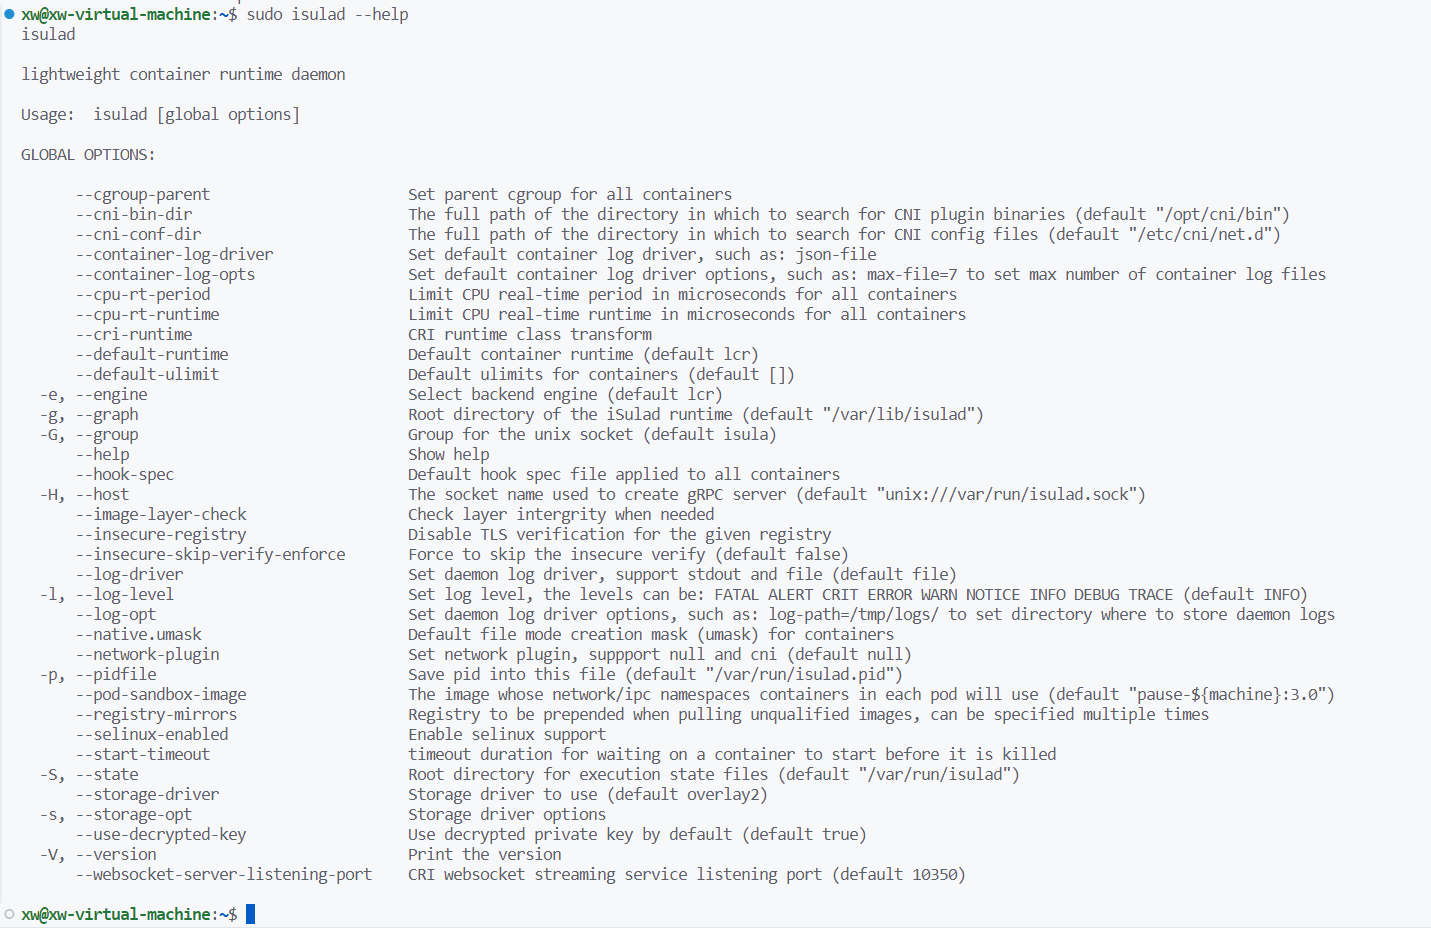 xw@xw-virtual-machine:~$ sudo isulad --help
isulad
lightweight container runtime daemon
Usage:  isulad [global options]
GLOBAL OPTIONS:
--cgroup-parent Set parent cgroup for all containers
--cni-bin-dir The full path of the directory in which to search for CNI plugin binaries (default "/opt/cni/bin")
--cni-conf-dir The full path of the directory in which to search for CNI config files (default "/etc/cni/net.d")
--container-log-driver Set default container log driver, such as: json-file
--container-log-opts Set default container log driver options, such as: max-file=7 to set max number of container log files
--cpu-rt-period Limit CPU real-time period in microseconds for all containers
--cpu-rt-runtime Limit CPU real-time runtime in microseconds for all containers
--cri-runtime CRI runtime class transform
--default-runtime Default container runtime (default lcr)
--default-ulimit Default ulimits for containers (default [])
-e, --engine Select backend engine (default lcr)
-g, --graph Root directory of the iSulad runtime (default "/var/lib/isulad")
-G, --group Group for the unix socket (default isula)
--help Show help
--hook-spec Default hook spec file applied to all containers
-H, --host The socket name used to create gRPC server (default "unix:///var/run/isulad.sock")
--image-layer-check Check layer intergrity when needed
--insecure-registry Disable TLS verification for the given registry
--insecure-skip-verify-enforce Force to skip the insecure verify (default false)
--log-driver Set daemon log driver, support stdout and file (default file)
-l, --log-level Set log level, the levels can be: FATAL ALERT CRIT ERROR WARN NOTICE INFO DEBUG TRACE (default INFO)
--log-opt Set daemon log driver options, such as: log-path=/tmp/logs/ to set directory where to store daemon logs
--native.umask Default file mode creation mask (umask) for containers
--network-plugin Set network plugin, suppport null and cni (default null)
-p, --pidfile Save pid into this file (default "/var/run/isulad.pid")
--pod-sandbox-image The image whose network/ipc namespaces containers in each pod will use (default "pause-${machine}:3.0")
--registry-mirrors Registry to be prepended when pulling unqualified images, can be specified multiple times
--selinux-enabled Enable selinux support
--start-timeout timeout duration for waiting on a container to start before it is killed
-S, --state Root directory for execution state files (default "/var/run/isulad")
--storage-driver Storage driver to use (default overlay2)
-s, --storage-opt Storage driver options
--use-decrypted-key Use decrypted private key by default (default true)
-V, --version Print the version
--websocket-server-listening-port CRI websocket streaming service listening port (default 10350)
xw@xw-virtual-machine:~$